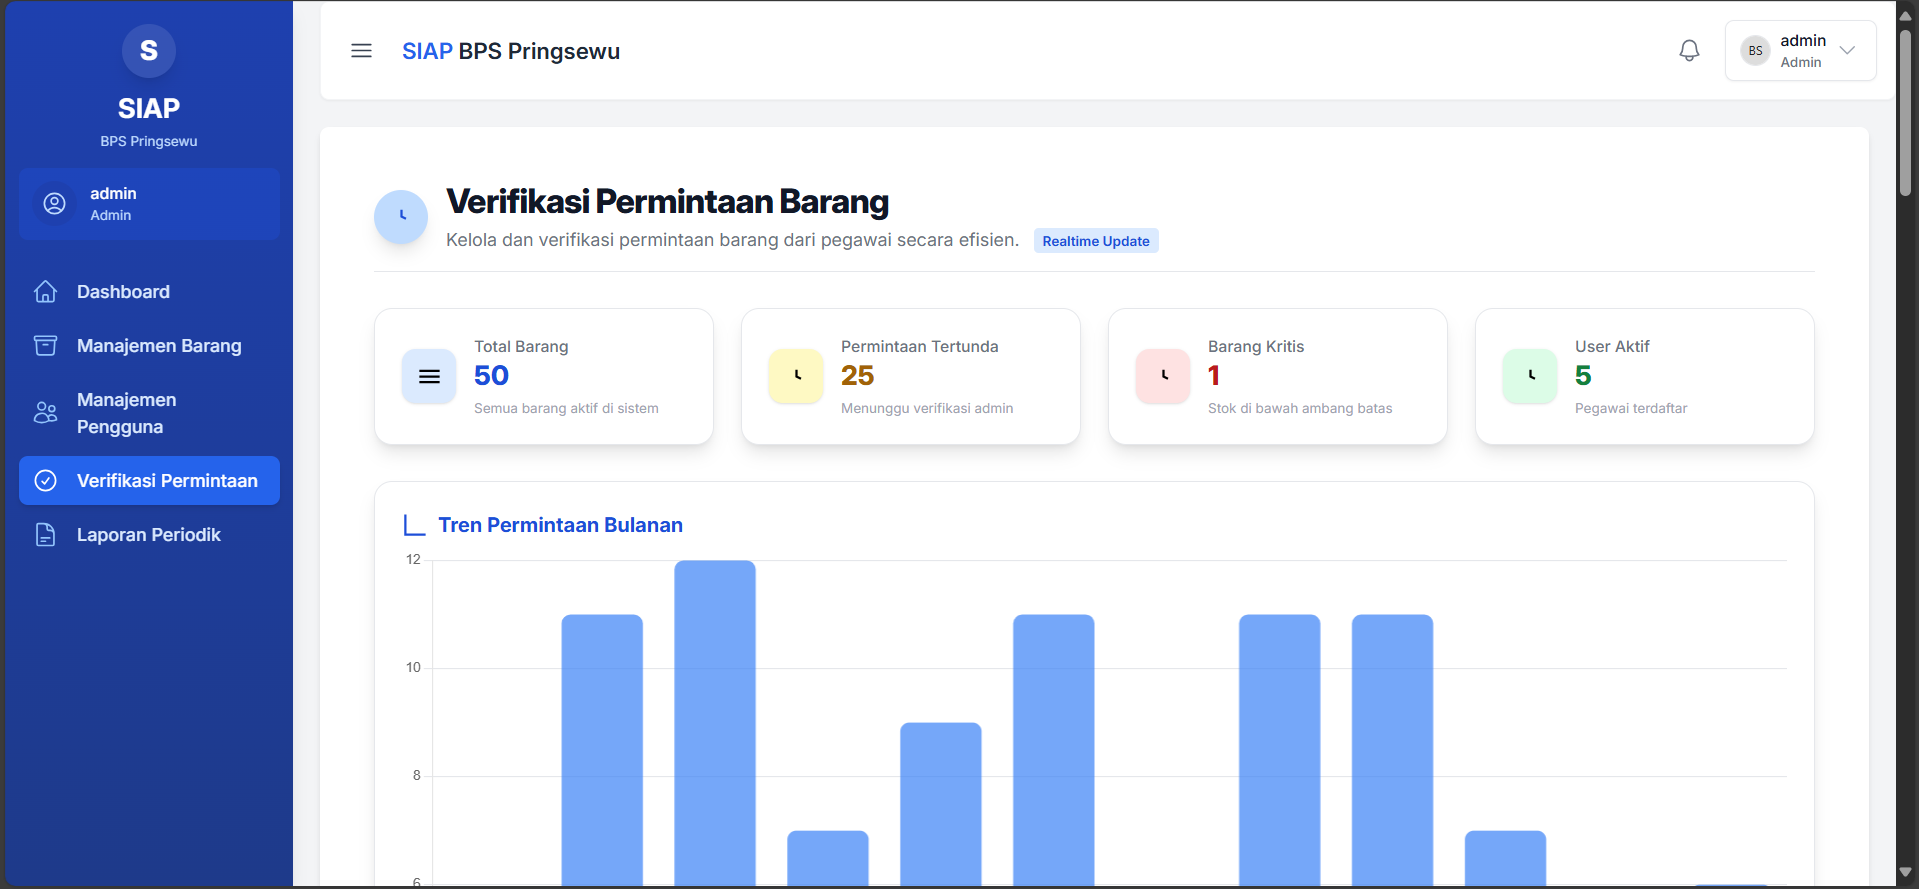 S
SIAP
BPS Pringsewu
admin
Admin
Dashboard
Manajemen Barang
Manajemen
Pengguna
Verifikasi Permintaan
Laporan Periodik
SIAP BPS Pringsewu
BS
admin
Admin
Verifikasi Permintaan Barang
Kelola dan verifikasi permintaan barang dari pegawai secara efisien.
Realtime Update
Total Barang
50
Semua barang aktif di sistem
Permintaan Tertunda
25
Menunggu verifikasi admin
Barang Kritis
1
Stok di bawah ambang batas
User Aktif
5
Pegawai terdaftar
Tren Permintaan Bulanan
12
10
8
6